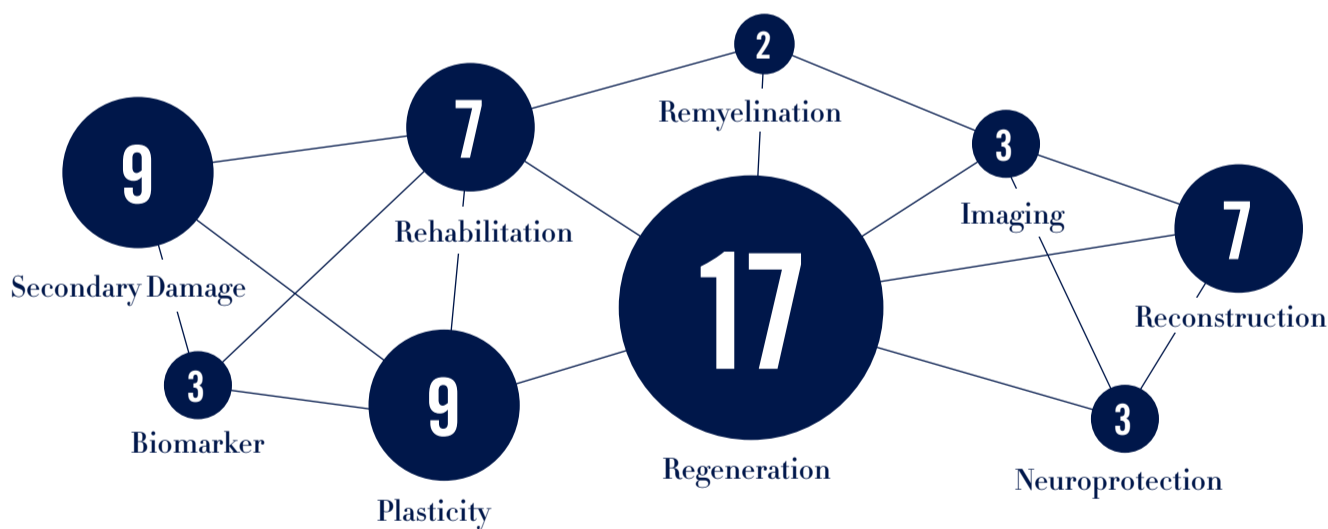 2
Remyelination
7
Rehabilitation
9
Secondary Damage
3
Imaging
7
Reconstruction
17
Regeneration
3
Biomarker
9
Plasticity
3
Neuroprotection